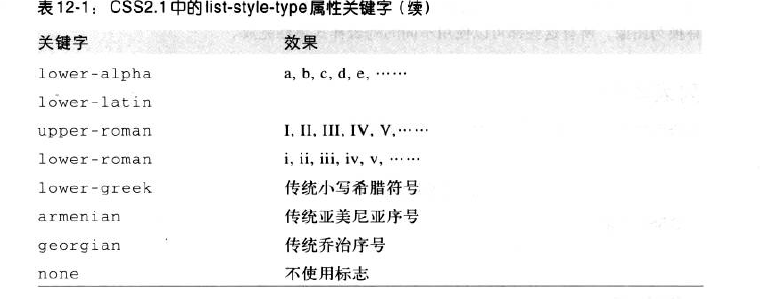 表12-1：CSS2.1中的list-style-type属性关键字（续）
关键字 效果
lower-alpha a, b, c, d, e, ……
lower-latin
upper-roman I, II, III, IV, V,……
lower-roman i, ii, iii, iv, v, ……
lower-greek 传统小写希腊符号
armenian 传统亚美尼亚序号
georgian 传统乔治序号
none 不使用标志